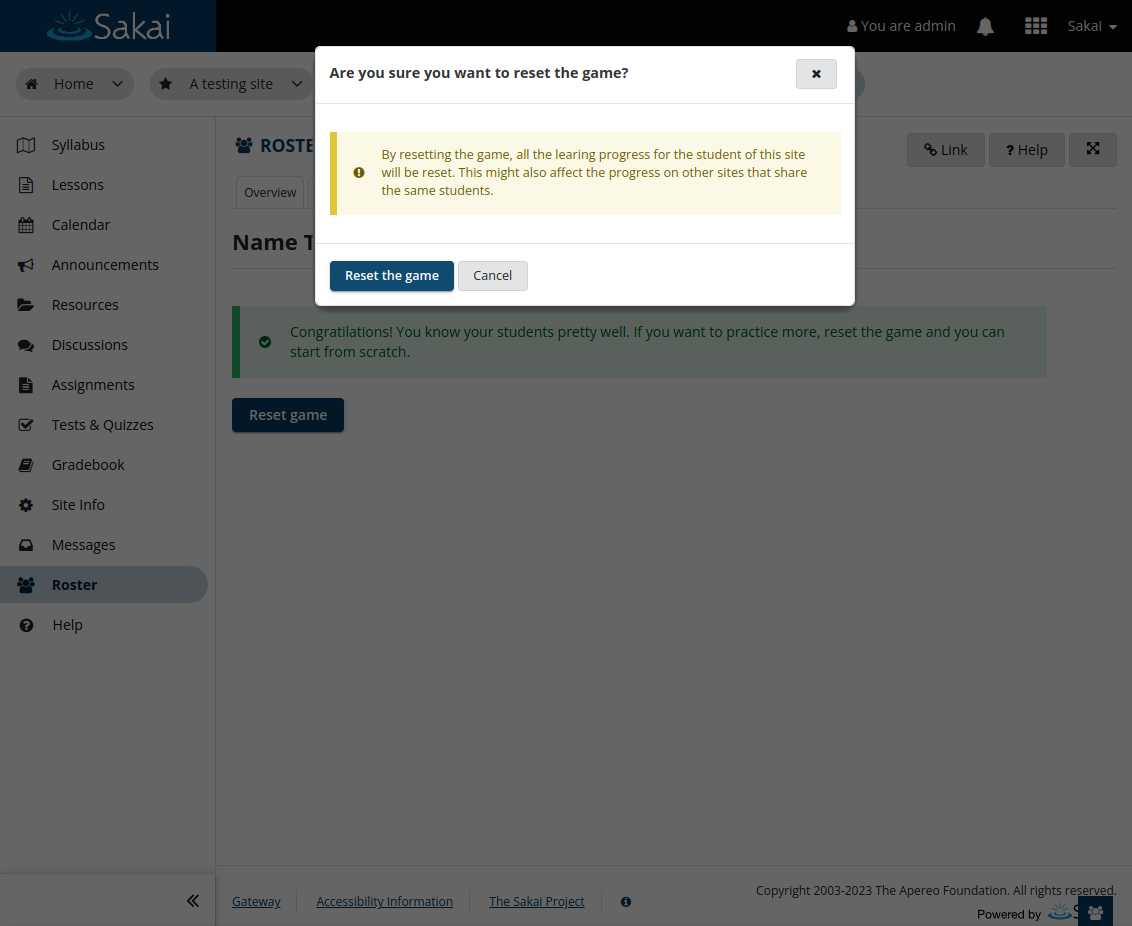 Sakai
You are admin
Sakai
Home
A testing site
Are you sure you want to reset the game?
By resetting the game, all the learing progress for the student of this site
will be reset. This might also affect the progress on other sites that share
the same students.
Reset the game
Cancel
Syllabus
Lessons
Calendar
Announcements
Resources
Discussions
Assignments
Tests & Quizzes
Gradebook
Site Info
Messages
Roster
Help
ROSTE
Link
? Help
Overview
Name T
Congratilations! You know your students pretty well. If you want to practice more, reset the game and you can
start from scratch.
Reset game
Gateway
Accessibility Information
The Sakai Project
Copyright 2003-2023 The Apereo Foundation. All rights reserved.
Powered by